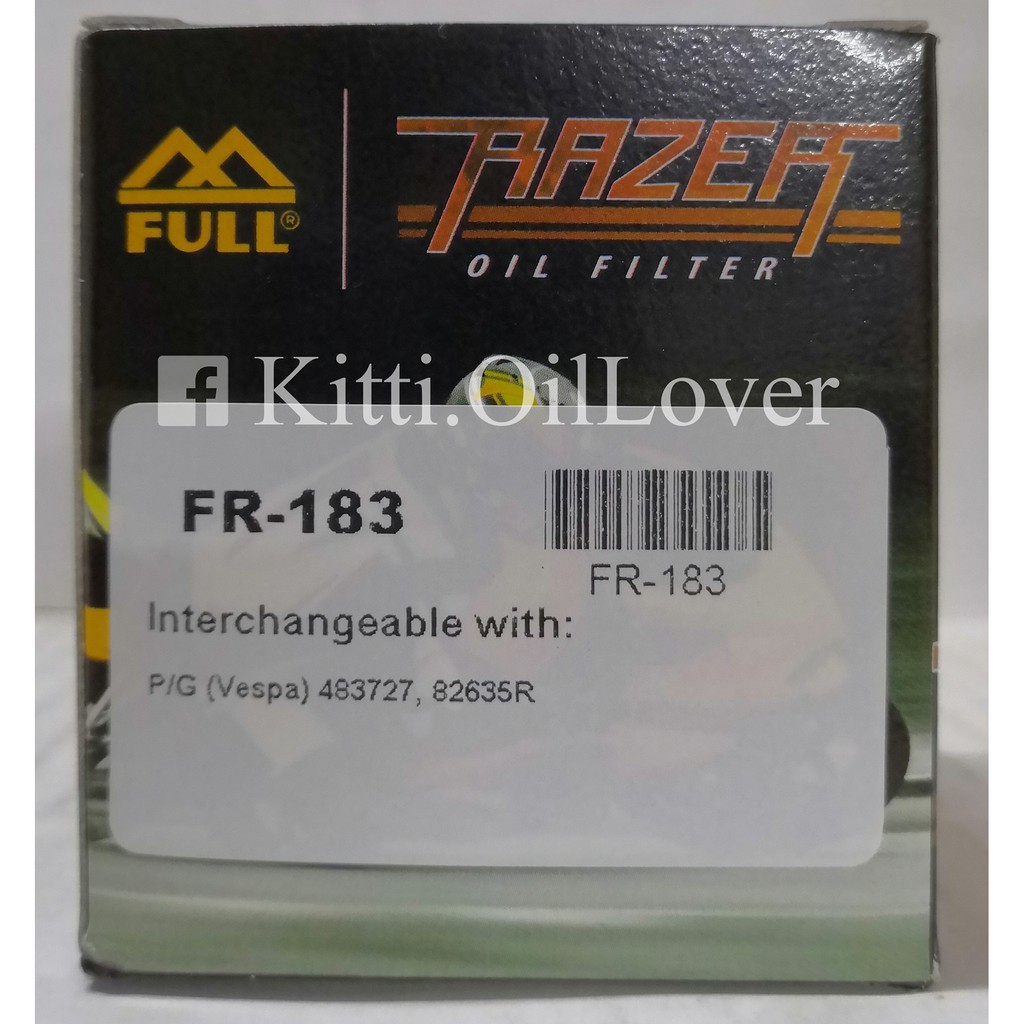 FULL®
RAZER
OIL FILTER
f Kitti.OilLover
FR-183
FR-183
Interchangeable with:
P/G (Vespa) 483727, 82635R